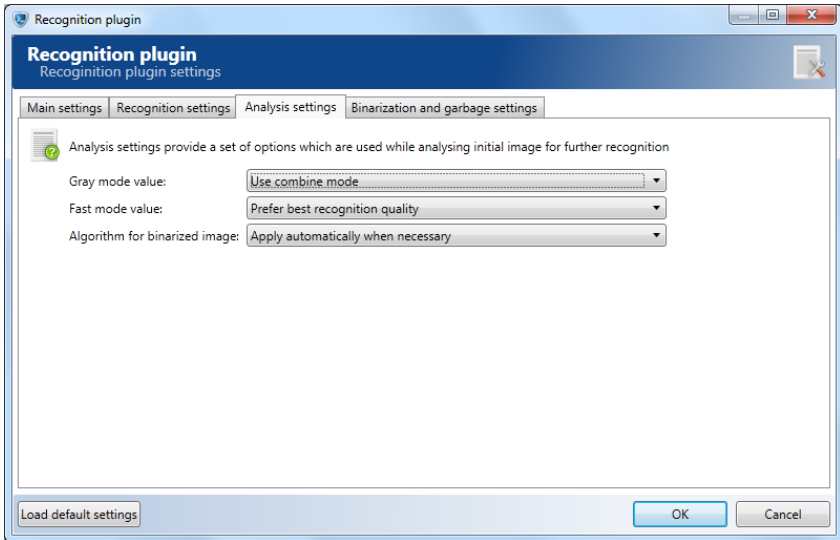 Recognition plugin
Recognition plugin
Recoginition plugin settings
Main settings Recognition settings Analysis settings Binarization and garbage settings
Analysis settings provide a set of options which are used while analysing initial image for further recognition
Gray mode value: Use combine mode
Fast mode value: Prefer best recognition quality
Algorithm for binarized image: Apply automatically when necessary
Load default settings OK Cancel